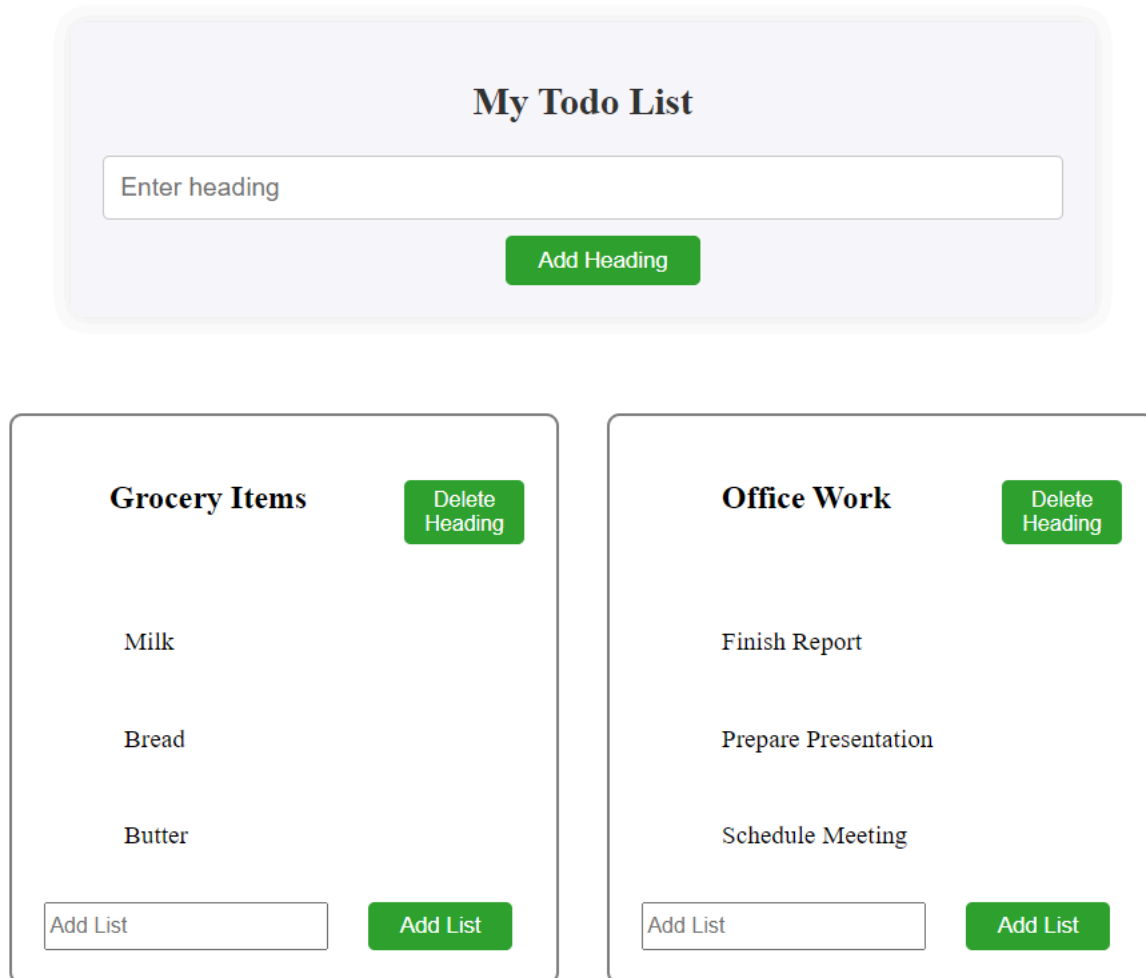 My Todo List
Enter heading
Add Heading
Grocery Items
Delete
Heading
Milk
Bread
Butter
Add List
Add List
Office Work
Delete
Heading
Finish Report
Prepare Presentation
Schedule Meeting
Add List
Add List